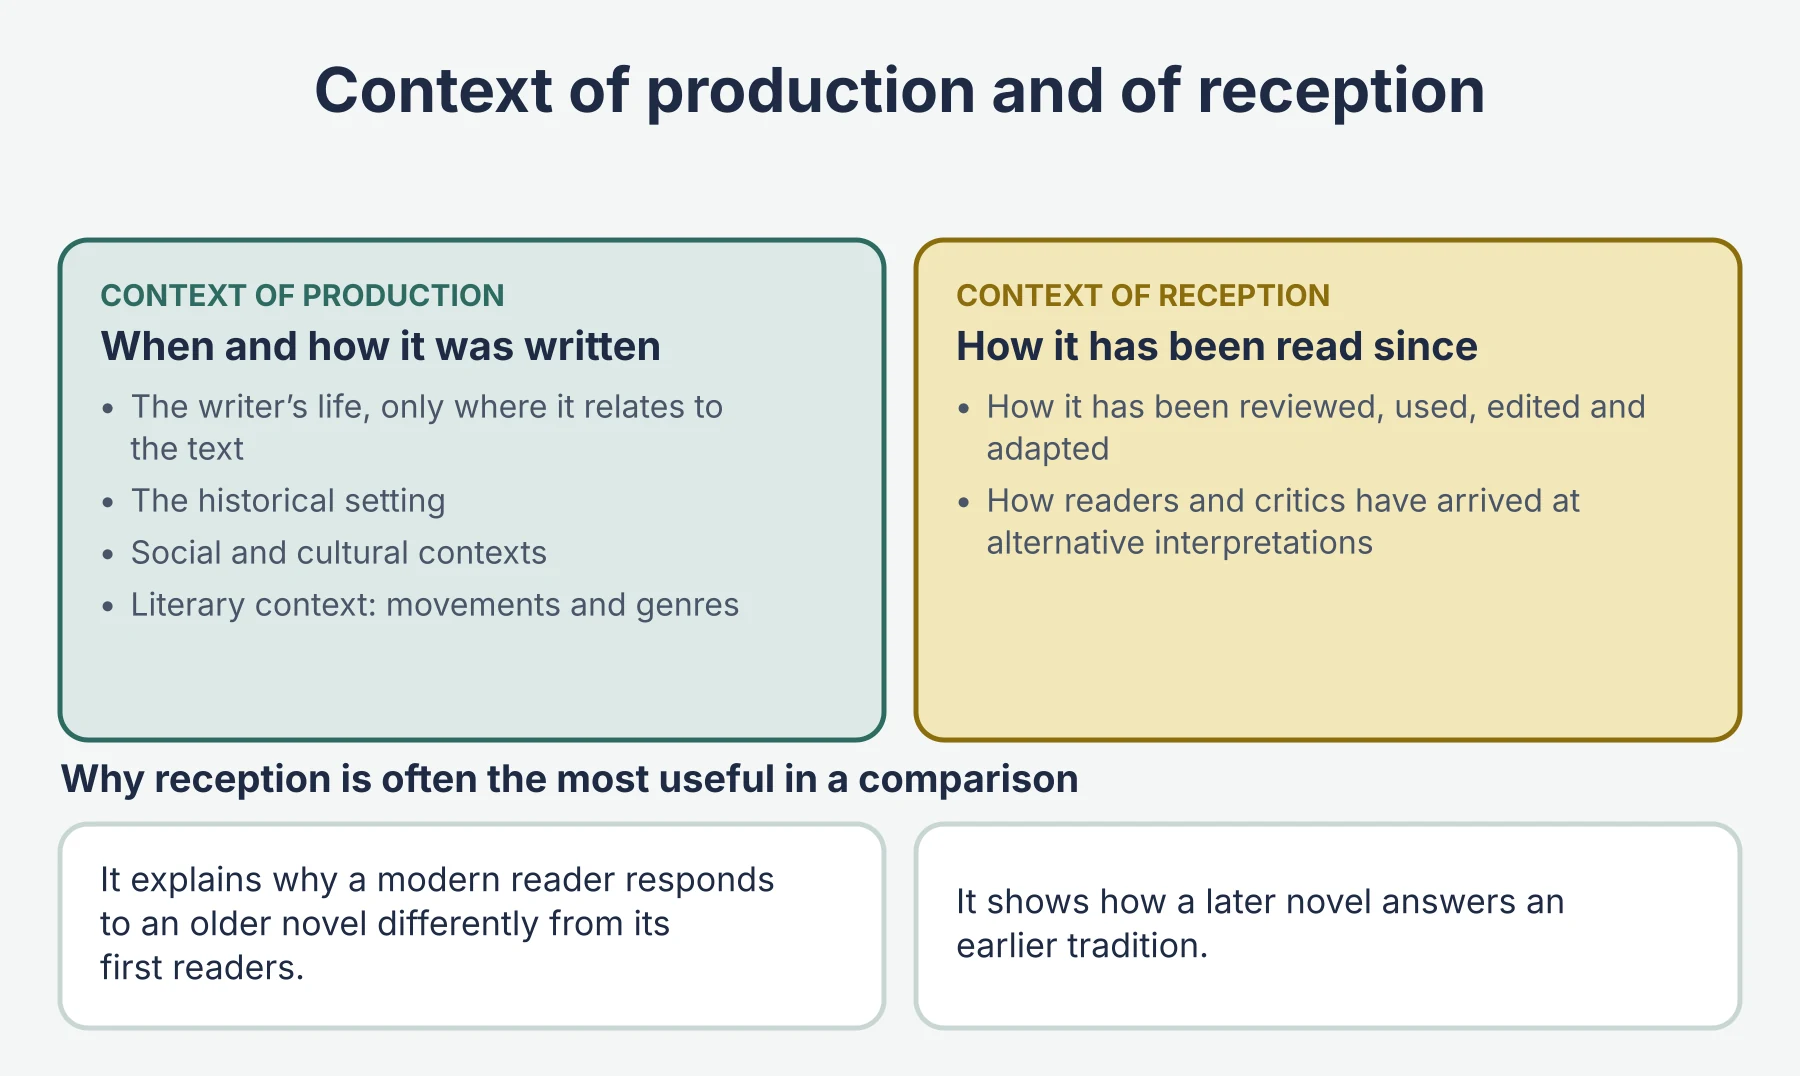 Context of production and of reception
CONTEXT OF PRODUCTION
When and how it was written
• The writer’s life, only where it relates to
the text
• The historical setting
• Social and cultural contexts
• Literary context: movements and genres
CONTEXT OF RECEPTION
How it has been read since
• How it has been reviewed, used, edited and
adapted
• How readers and critics have arrived at
alternative interpretations
Why reception is often the most useful in a comparison
It explains why a modern reader responds
to an older novel differently from its
first readers.
It shows how a later novel answers an
earlier tradition.